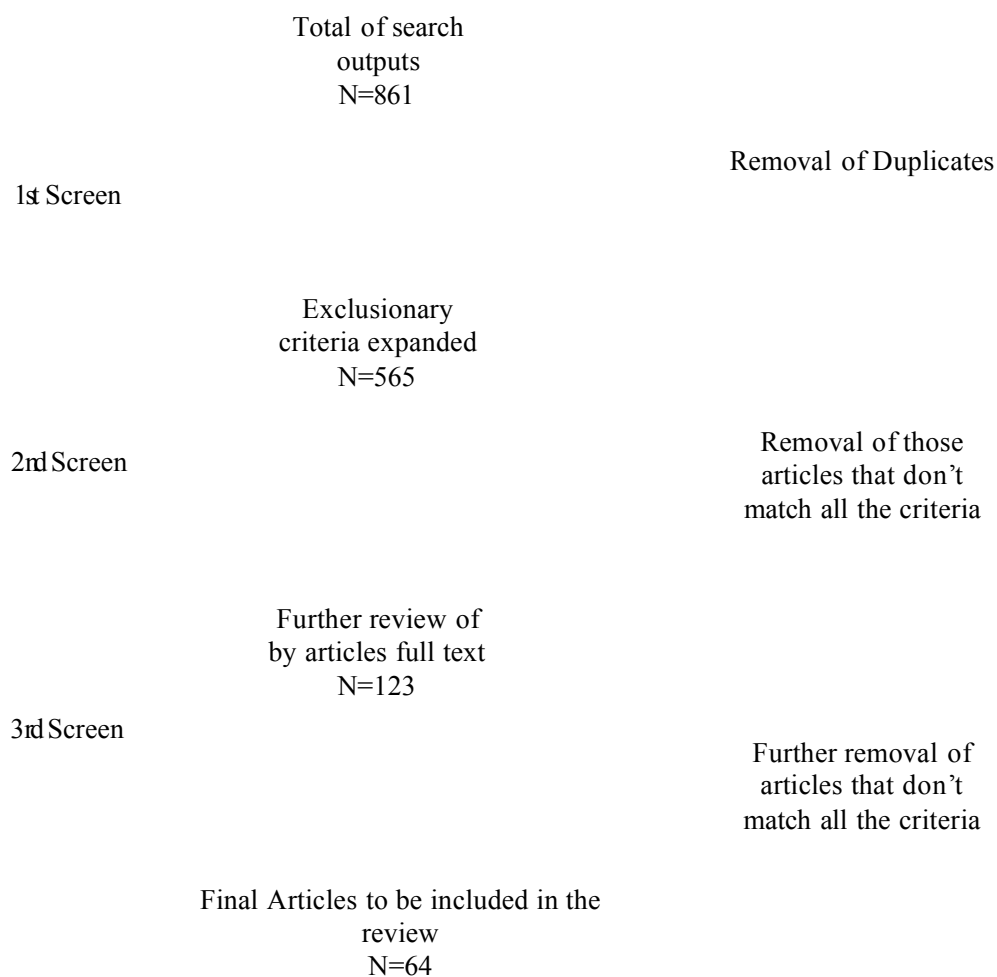 Total of search
outputs
N=861
Removal of Duplicates
1st Screen
Exclusionary
criteria expanded
N=565
2nd Screen
Removal of those
articles that don’t
match all the criteria
Further review of
by articles full text
N=123
3rd Screen
Further removal of
articles that don’t
match all the criteria
Final Articles to be included in the
review
N=64